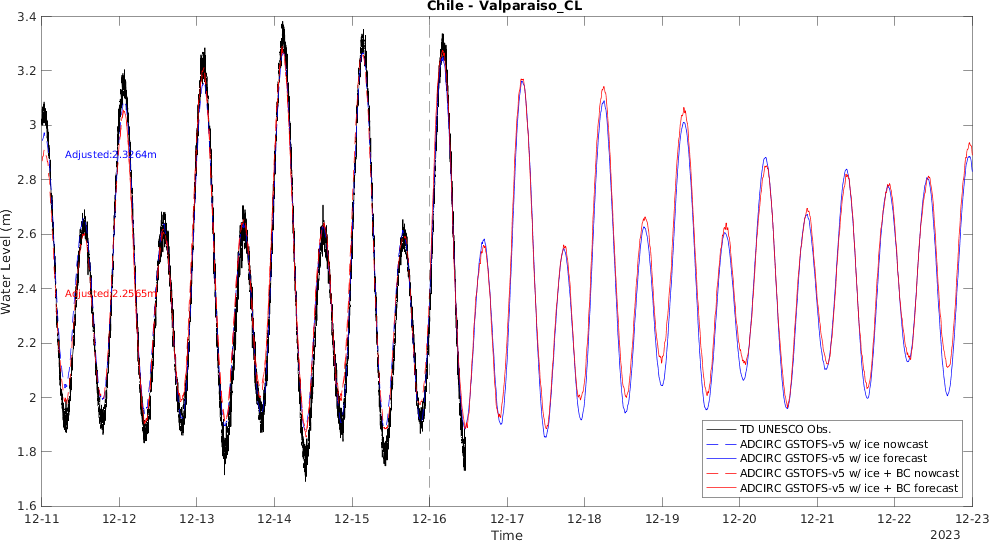 Chile - Valparaiso_CL
3.4
3.2
3
2.8
2.6
2.4
2.2
2
1.8
1.6
Water Level (m)
Adjusted:2.3264m
Adjusted:2.2565m
TD UNESCO Obs.
ADCIRC GSTOFS-v5 w/ ice nowcast
ADCIRC GSTOFS-v5 w/ ice forecast
ADCIRC GSTOFS-v5 w/ ice + BC nowcast
ADCIRC GSTOFS-v5 w/ ice + BC forecast
12-11 12-12 12-13 12-14 12-15 12-16 12-17 12-18 12-19 12-20 12-21 12-22 12-23
Time
2023